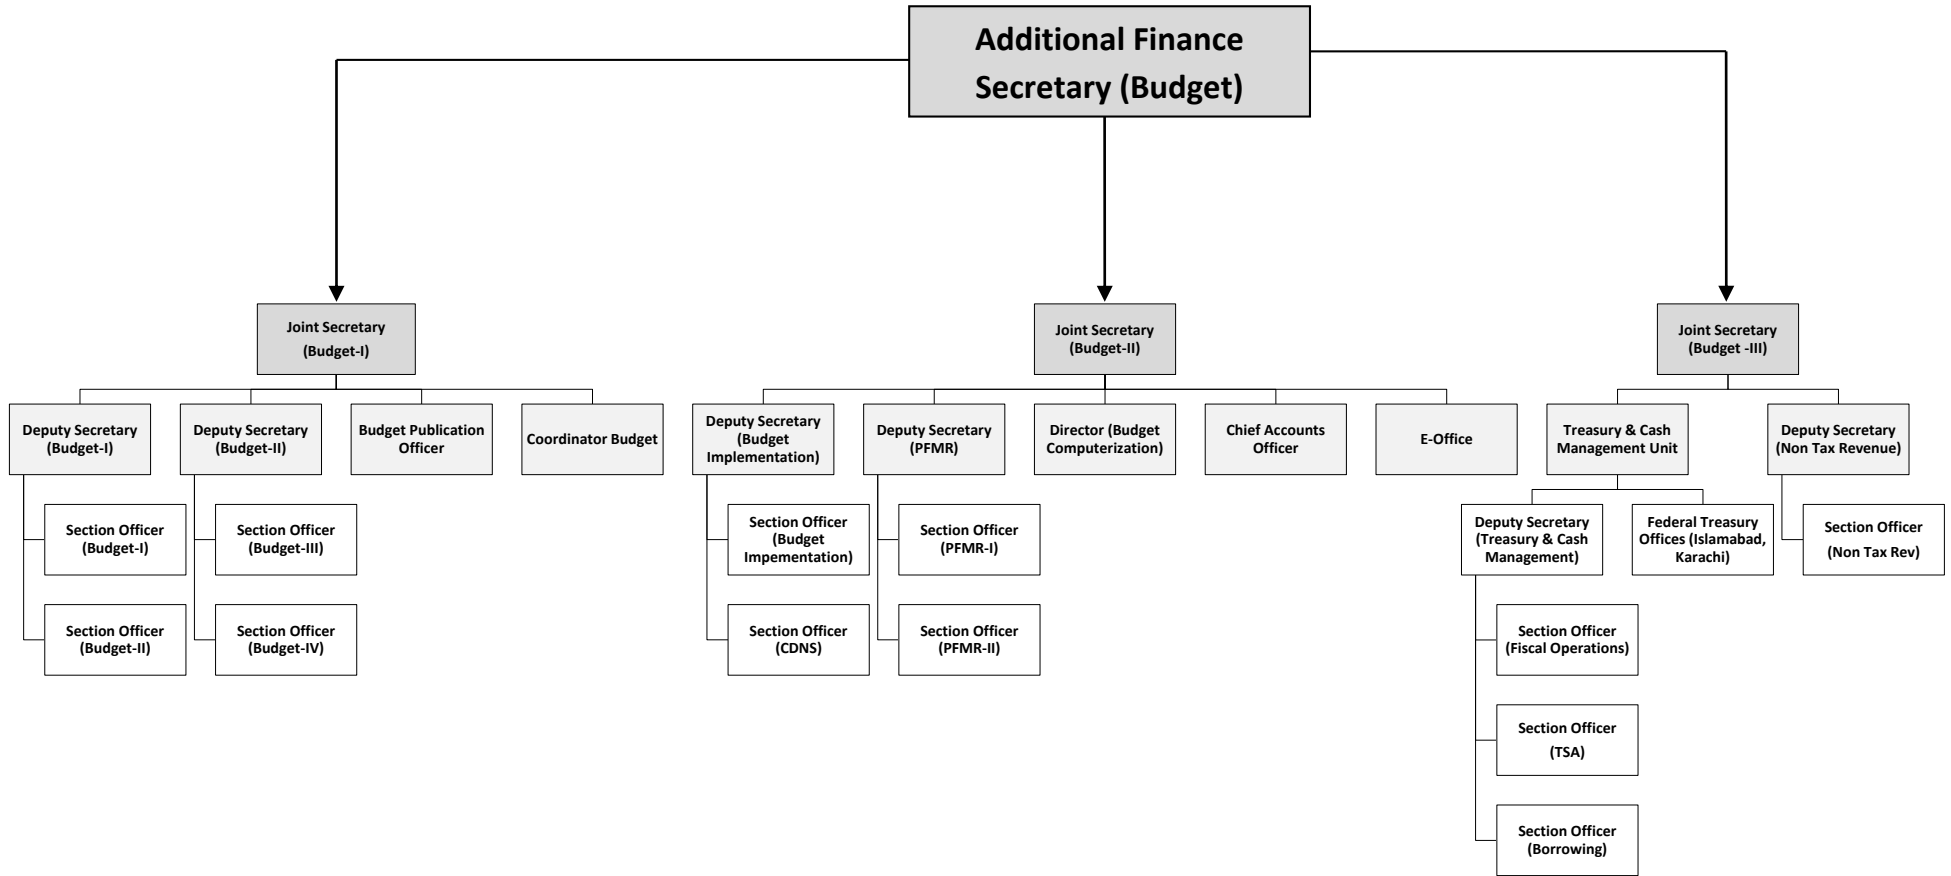 Additional Finance
Secretary (Budget)
Joint Secretary
(Budget-I)
Joint Secretary
(Budget-II)
Joint Secretary
(Budget -III)
Deputy Secretary
(Budget-I)
Deputy Secretary
(Budget-II)
Budget Publication
Officer
Coordinator Budget
Deputy Secretary
(Budget
Implementation)
Deputy Secretary
(PFMR)
Director (Budget
Computerization)
Chief Accounts
Officer
E-Office
Treasury & Cash
Management Unit
Deputy Secretary
(Non Tax Revenue)
Section Officer
(Budget-I)
Section Officer
(Budget-III)
Section Officer
(Budget
Impementation)
Section Officer
(PFMR-I)
Deputy Secretary
(Treasury & Cash
Management)
Federal Treasury
Offices (Islamabad,
Karachi)
Section Officer
(Non Tax Rev)
Section Officer
(Budget-II)
Section Officer
(Budget-IV)
Section Officer
(CDNS)
Section Officer
(PFMR-II)
Section Officer
(Fiscal Operations)
Section Officer
(TSA)
Section Officer
(Borrowing)